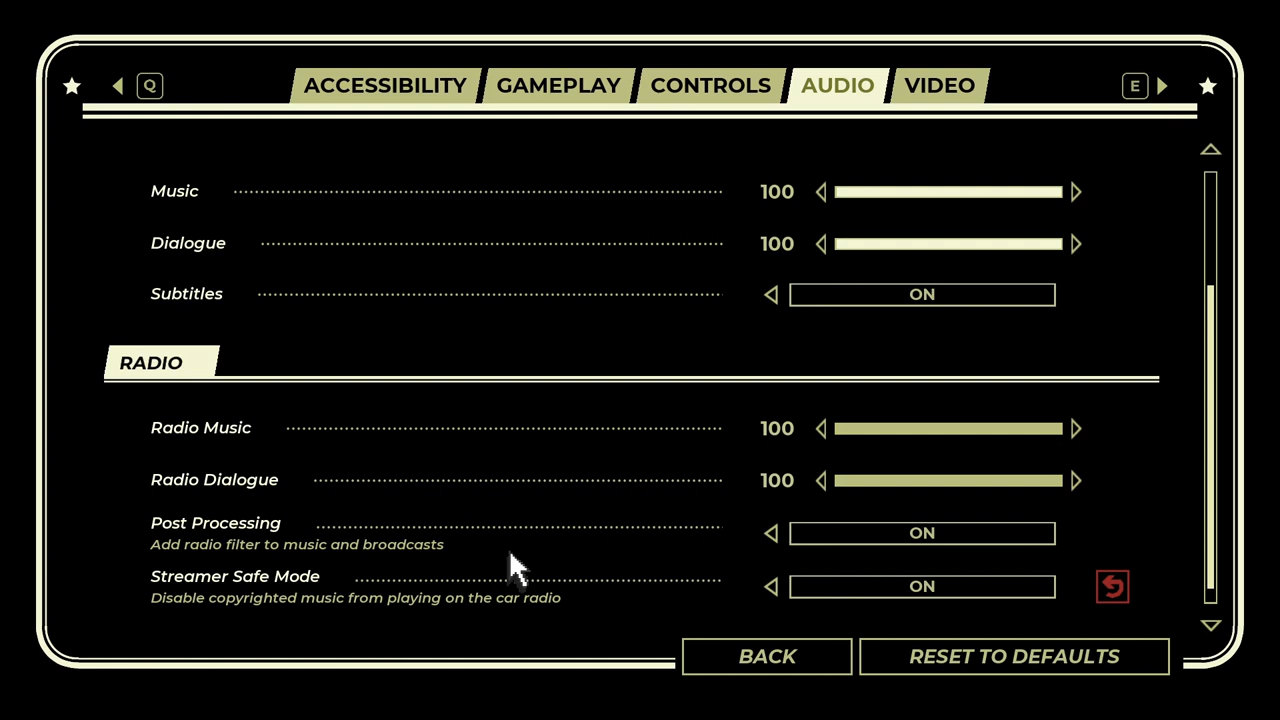 Q ACCESSIBILITY GAMEPLAY CONTROLS AUDIO VIDEO E
Music 100
Dialogue 100
Subtitles ON
RADIO
Radio Music 100
Radio Dialogue 100
Post Processing ON
Add radio filter to music and broadcasts
Streamer Safe Mode ON
Disable copyrighted music from playing on the car radio
BACK RESET TO DEFAULTS